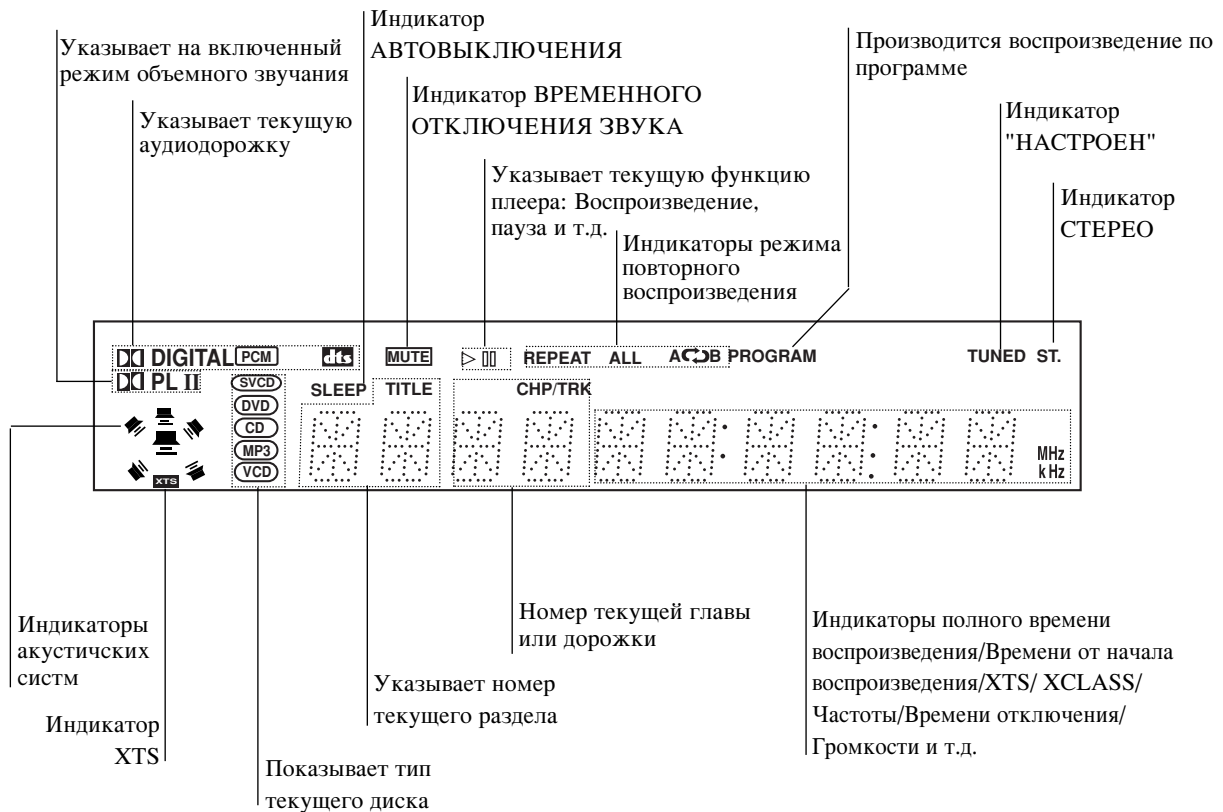 Индикатор
АВТОВЫКЛЮЧЕНИЯ
Указывает на включенный
режим объемного звучания
Производится воспроизведение по
программе
Индикатор ВРЕМЕННОГО
ОТКЛЮЧЕНИЯ ЗВУКА
Указывает текущую
аудиодорожку
Индикатор
"НАСТРОЕН"
Указывает текущую функцию
плеера: Воспроизведение,
пауза и т.д.
Индикатор
СТЕРЕО
Индикаторы режима
повторного
воспроизведения
DIGITAL PCM dts MUTE REPEAT ALL A B PROGRAM TUNED ST.
PL II SVCD SLEEP TITLE CHP/TRK
DVD
CD
MP3 MHz
VCD kHz
XTS
Индикаторы
акустичских
систм
Индикатор
XTS
Показывает тип
текущего диска
Указывает номер
текущего раздела
Номер текущей главы
или дорожки
Индикаторы полного времени
воспроизведения/Времени от начала
воспроизведения/XTS/ XCLASS/
Частоты/Времени отключения/
Громкости и т.д.